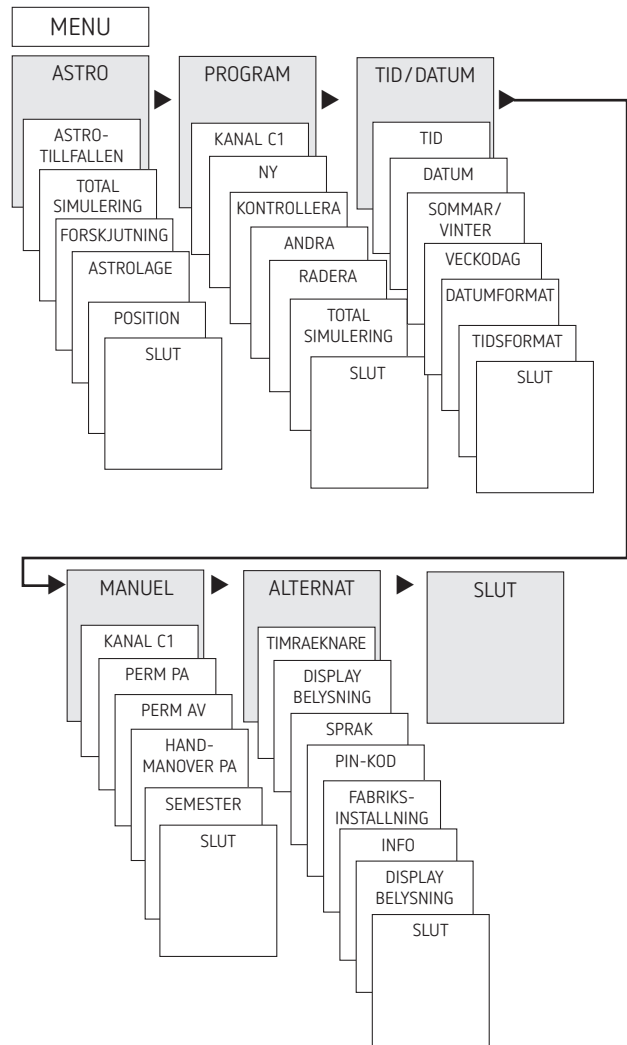 MENU
ASTRO
ASTRO-
TILLFALLEN
TOTAL
SIMULERING
FORSKJUTNING
ASTROLAGE
POSITION
SLUT
PROGRAM
KANAL C1
NY
KONTROLLERA
ANDRA
RADERA
TOTAL
SIMULERING
SLUT
TID/DATUM
TID
DATUM
SOMMAR/
VINTER
VECKODAG
DATUMFORMAT
TIDSFORMAT
SLUT
MANUEL
KANAL C1
PERM PA
PERM AV
HAND-
MANOVER PA
SEMESTER
SLUT
ALTERNAT
TIMRAEKNARE
DISPLAY
BELYSNING
SPRAK
PIN-KOD
FABRIKS-
INSTALLNING
INFO
DISPLAY
BELYSNING
SLUT
SLUT